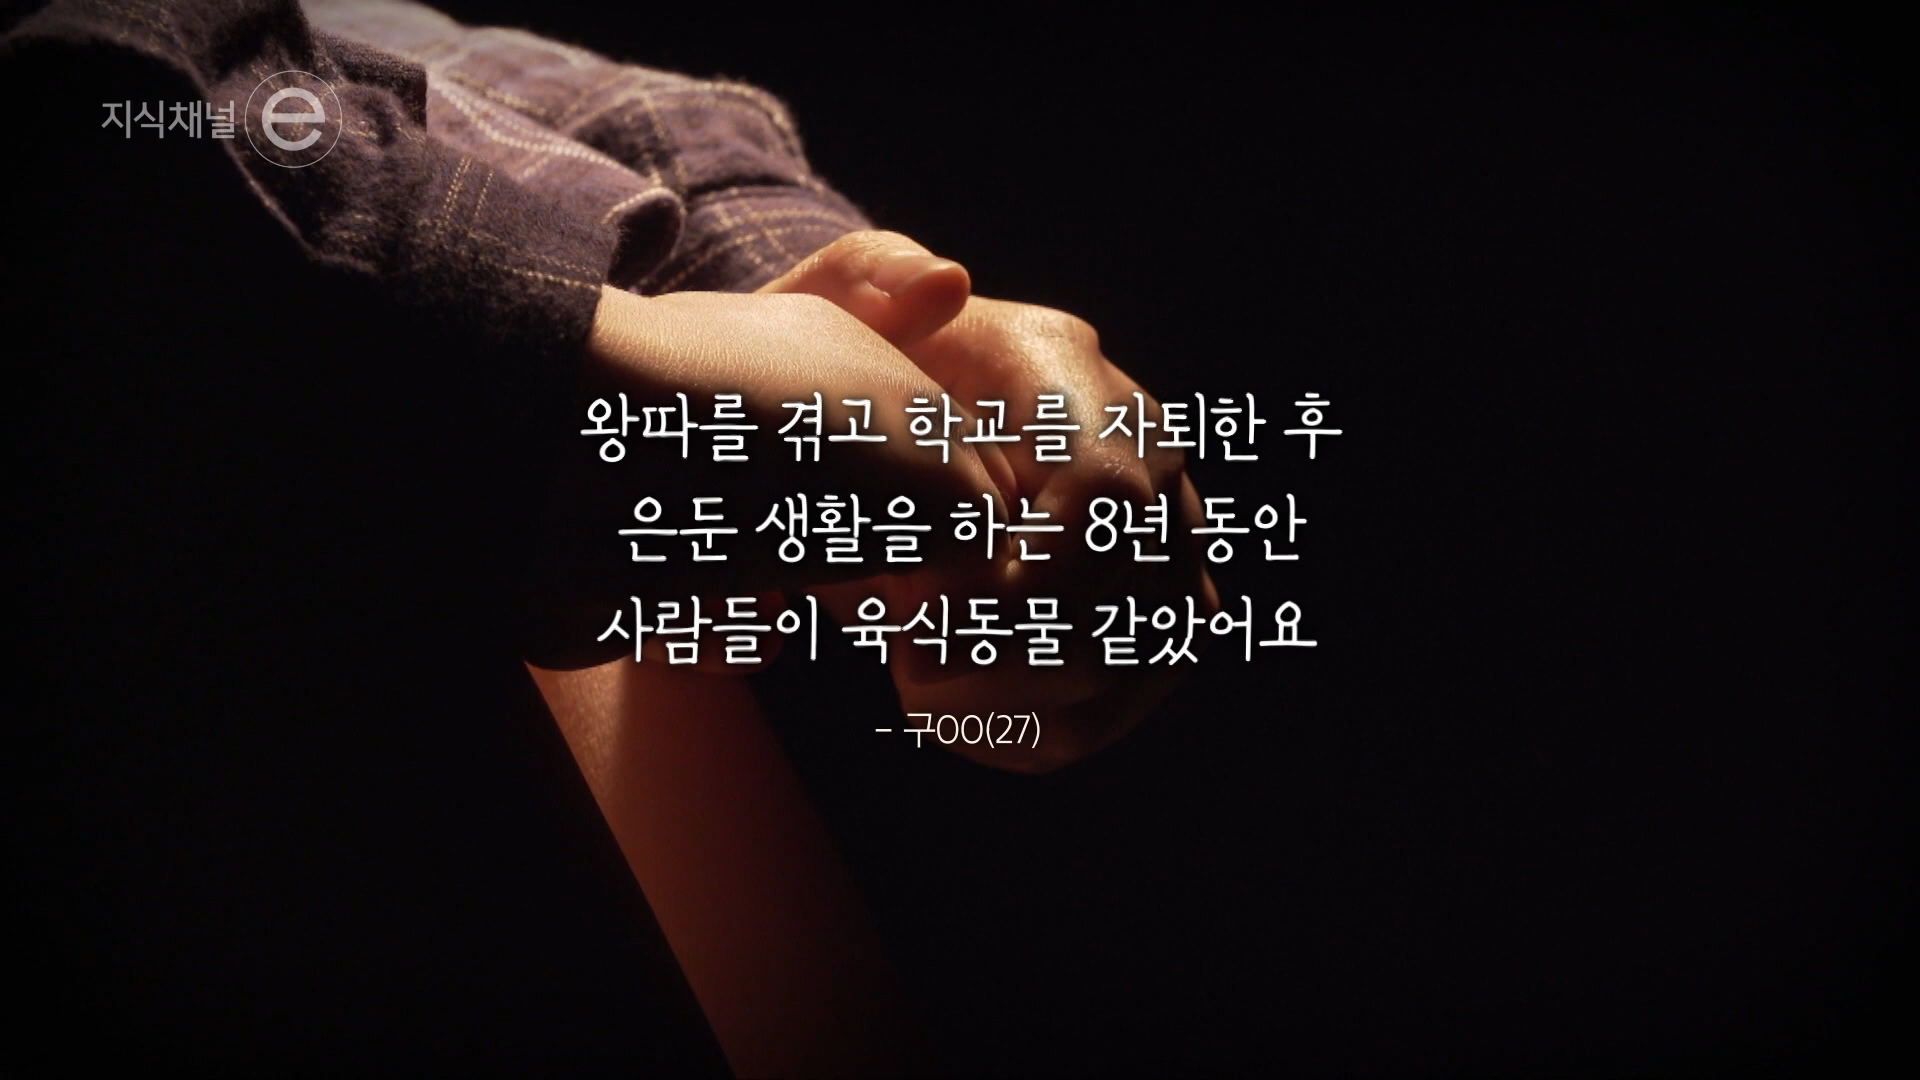 지식채널 e
왕따를 겪고 학교를 자퇴한 후
은둔 생활을 하는 8년 동안
사람들이 육식동물 같았어요
- 구OO(27)